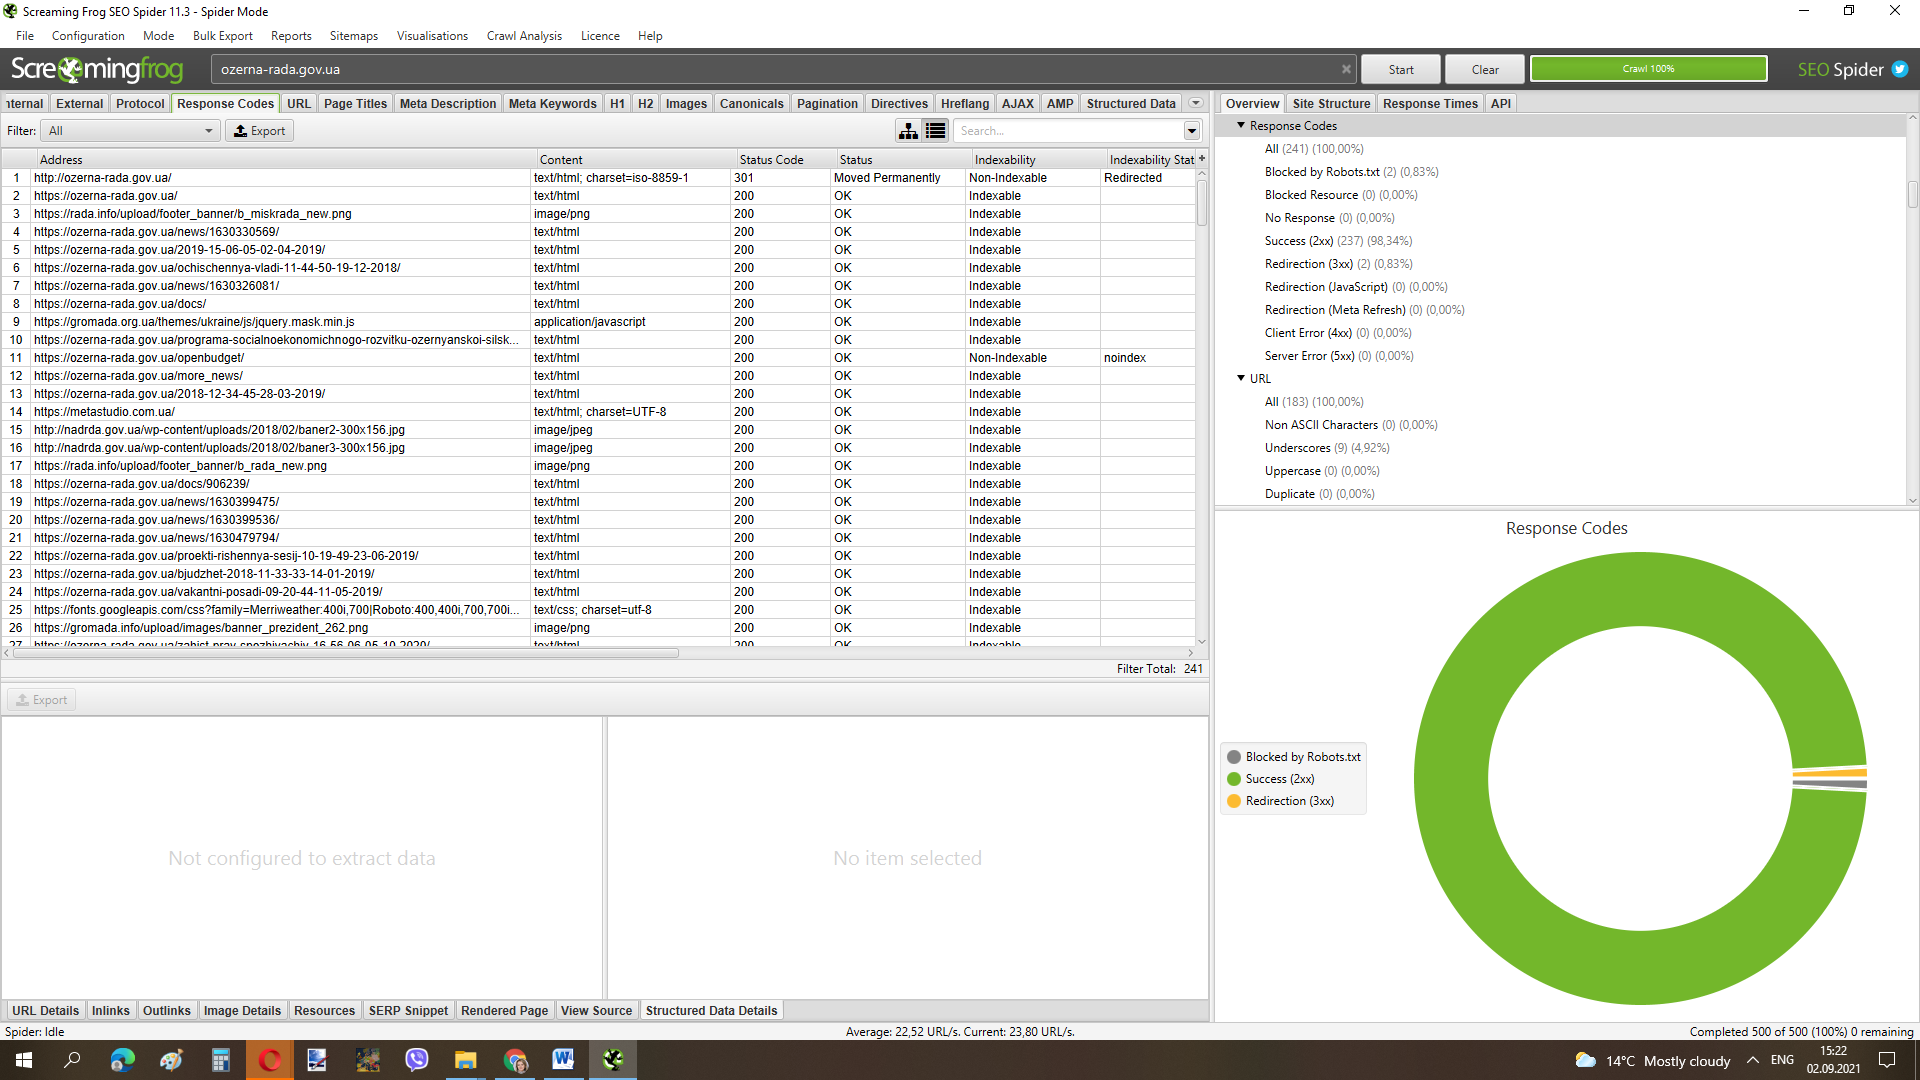 Screaming Frog SEO Spider 11.3 - Spider Mode
File Configuration Mode Bulk Export Reports Sitemaps Visualisations Crawl Analysis Licence Help
Screamingfrog ozerna-rada.gov.ua Start Clear Crawl 100% SEO Spider
nternal External Protocol Response Codes URL Page Titles Meta Description Meta Keywords H1 H2 Images Canonicals Pagination Directives Hreflang AJAX AMP Structured Data
Filter: All Export Search...
Address Content Status Code Status Indexability Indexability Stat
1 http://ozerna-rada.gov.ua/ text/html; charset=iso-8859-1 301 Moved Permanently Non-Indexable Redirected
2 https://ozerna-rada.gov.ua/ text/html 200 OK Indexable
3 https://rada.info/upload/footer_banner/b_miskrada_new.png image/png 200 OK Indexable
4 https://ozerna-rada.gov.ua/news/1630330569/ text/html 200 OK Indexable
5 https://ozerna-rada.gov.ua/2019-15-06-05-02-04-2019/ text/html 200 OK Indexable
6 https://ozerna-rada.gov.ua/ochischennya-vladi-11-44-50-19-12-2018/ text/html 200 OK Indexable
7 https://ozerna-rada.gov.ua/news/1630326081/ text/html 200 OK Indexable
8 https://ozerna-rada.gov.ua/docs/ text/html 200 OK Indexable
9 https://gromada.org.ua/themes/ukraine/js/jquery.mask.min.js application/javascript 200 OK Indexable
10 https://ozerna-rada.gov.ua/programa-socialnoekonomichnogo-rozvitku-ozernyanskoi-silsk... text/html 200 OK Indexable
11 https://ozerna-rada.gov.ua/openbudget/ text/html 200 OK Non-Indexable noindex
12 https://ozerna-rada.gov.ua/more_news/ text/html 200 OK Indexable
13 https://ozerna-rada.gov.ua/2018-12-34-45-28-03-2019/ text/html 200 OK Indexable
14 https://metastudio.com.ua/ text/html; charset=UTF-8 200 OK Indexable
15 http://nadrda.gov.ua/wp-content/uploads/2018/02/baner2-300x156.jpg image/jpeg 200 OK Indexable
16 http://nadrda.gov.ua/wp-content/uploads/2018/02/baner3-300x156.jpg image/jpeg 200 OK Indexable
17 https://rada.info/upload/footer_banner/b_rada_new.png image/png 200 OK Indexable
18 https://ozerna-rada.gov.ua/docs/906239/ text/html 200 OK Indexable
19 https://ozerna-rada.gov.ua/news/1630399475/ text/html 200 OK Indexable
20 https://ozerna-rada.gov.ua/news/1630399536/ text/html 200 OK Indexable
21 https://ozerna-rada.gov.ua/news/1630479794/ text/html 200 OK Indexable
22 https://ozerna-rada.gov.ua/proekti-rishennya-sesij-10-19-49-23-06-2019/ text/html 200 OK Indexable
23 https://ozerna-rada.gov.ua/bjudzhet-2018-11-33-33-14-01-2019/ text/html 200 OK Indexable
24 https://ozerna-rada.gov.ua/vakantni-posadi-09-20-44-11-05-2019/ text/html 200 OK Indexable
25 https://fonts.googleapis.com/css?family=Merriweather:400i,700|Roboto:400,400i,700,700i... text/css; charset=utf-8 200 OK Indexable
26 https://gromada.info/upload/images/banner_prezident_262.png image/png 200 OK Indexable
27 https://ozerna-rada.gov.ua/zahist-prav-spozhivachiv-16-56-06-05-10-2020/ text/html 200 OK Indexable
Filter Total: 241
Export
Not configured to extract data
No item selected
URL Details Inlinks Outlinks Image Details Resources SERP Snippet Rendered Page View Source Structured Data Details
Overview Site Structure Response Times API
Response Codes
All (241) (100,00%)
Blocked by Robots.txt (2) (0,83%)
Blocked Resource (0) (0,00%)
No Response (0) (0,00%)
Success (2xx) (237) (98,34%)
Redirection (3xx) (2) (0,83%)
Redirection (JavaScript) (0) (0,00%)
Redirection (Meta Refresh) (0) (0,00%)
Client Error (4xx) (0) (0,00%)
Server Error (5xx) (0) (0,00%)
URL
All (183) (100,00%)
Non ASCII Characters (0) (0,00%)
Underscores (9) (4,92%)
Uppercase (0) (0,00%)
Duplicate (0) (0,00%)
Response Codes
Blocked by Robots.txt
Success (2xx)
Redirection (3xx)
Spider: Idle Average: 22,52 URL/s. Current: 23,80 URL/s. Completed 500 of 500 (100%) 0 remaining
14°C Mostly cloudy ENG 15:22
02.09.2021